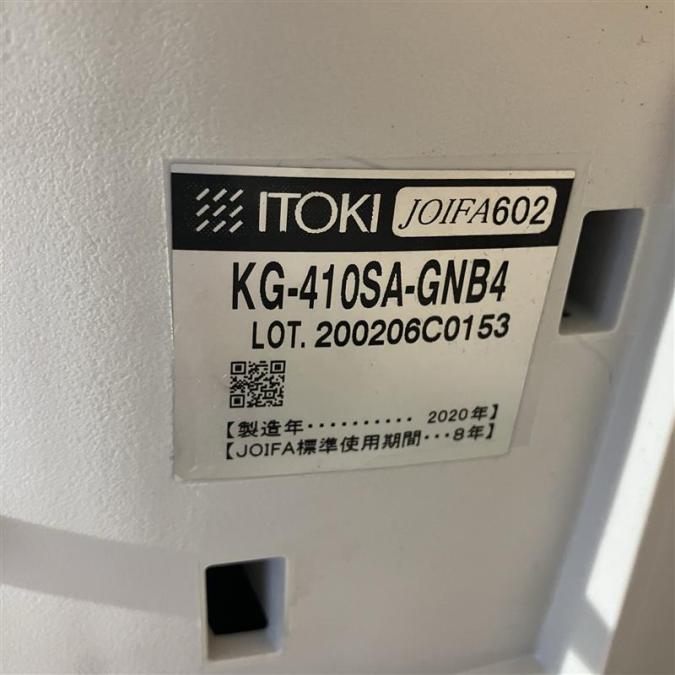 ITOKI JOIFA602
KG-410SA-GNB4
LOT. 200206C0153
【製造年・・・・・・・・・・ 2020年】
【JOIFA標準使用期間・・・8年】